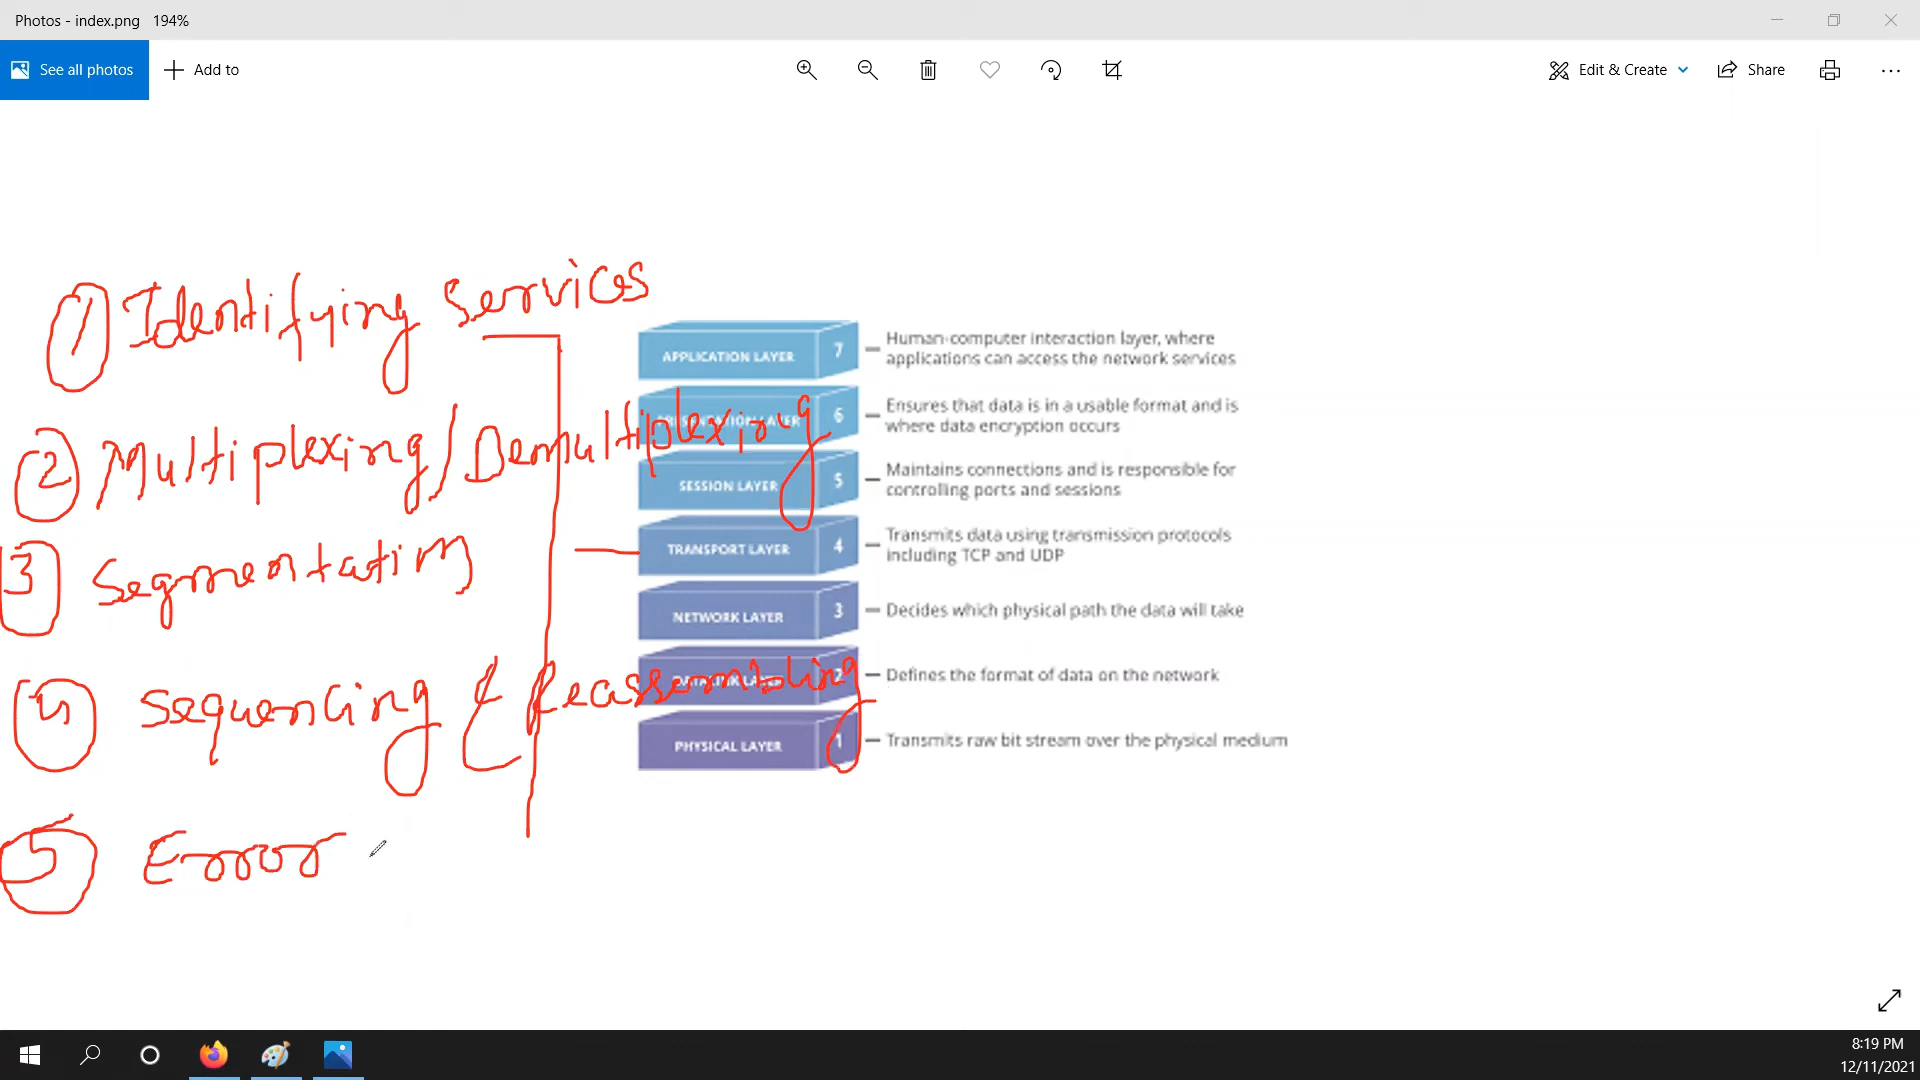 Photos - index.png 194%
See all photos
Add to
Edit & Create
Share
① Identifying Services
② Multiplexing/Demultiplexing
③ Segmentation
④ Sequencing & Reassembling
⑤ Error
APPLICATION LAYER 7
Human-computer interaction layer, where
applications can access the network services
PRESENTATION LAYER 6
Ensures that data is in a usable format and is
where data encryption occurs
SESSION LAYER 5
Maintains connections and is responsible for
controlling ports and sessions
TRANSPORT LAYER 4
Transmits data using transmission protocols
including TCP and UDP
NETWORK LAYER 3
Decides which physical path the data will take
DATALINK LAYER 2
Defines the format of data on the network
PHYSICAL LAYER 1
Transmits raw bit stream over the physical medium
8:19 PM
12/11/2021